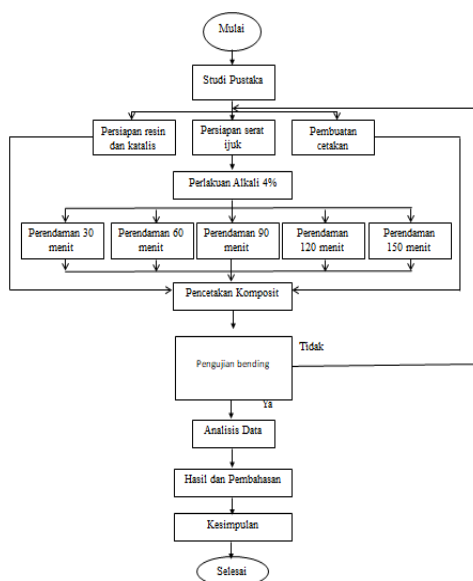 Mulai
Studi Pustaka
Persiapan resin
dan katalis
Persiapan serat
ijuk
Pembuatan
cetakan
Perlakuan Alkali 4%
Perendaman 30
menit
Perendaman 60
menit
Perendaman 90
menit
Perendaman
120 menit
Perendaman
150 menit
Pencetakan Komposit
Pengujian bending
Tidak
Ya
Analisis Data
Hasil dan Pembahasan
Kesimpulan
Selesai